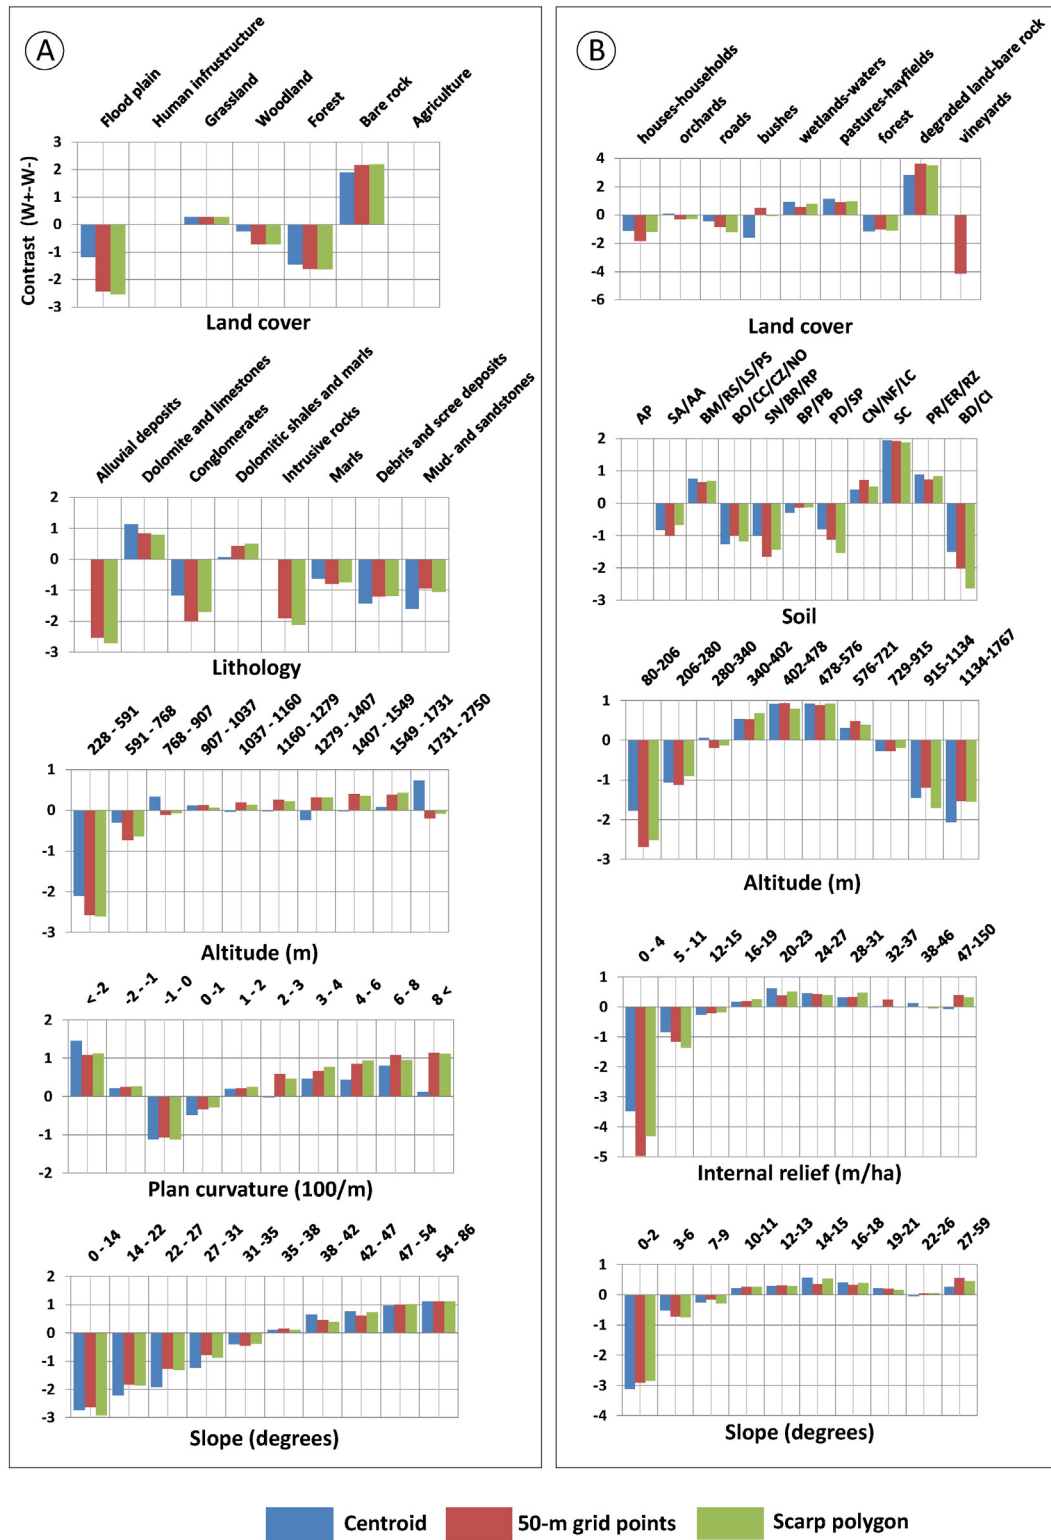 A
Flood plain
Human infrustructure
Grassland
Woodland
Forest
Bare rock
Agriculture
Contrast (W+-W-)
3
2
1
0
-1
-2
-3
Land cover
Alluvial deposits
Dolomite and limestones
Conglomerates
Dolomitic shales and marls
Intrusive rocks
Marls
Debris and scree deposits
Mud- and sandstones
2
1
0
-1
-2
-3
Lithology
228 - 591
591 - 768
768 - 907
907 - 1037
1037 - 1160
1160 - 1279
1279 - 1407
1407 - 1549
1549 - 1731
1731 - 2750
1
0
-1
-2
-3
Altitude (m)
< -2
-2 - -1
-1 - 0
0-1
1 - 2
2 - 3
3 - 4
4 - 6
6 - 8
8 <
2
1
0
-1
-2
Plan curvature (100/m)
0 - 14
14 - 22
22 - 27
27 - 31
31 -35
35 - 38
38 - 42
42 - 47
47 - 54
54 - 86
2
1
0
-1
-2
-3
Slope (degrees)
B
houses-households
orchards
roads
bushes
wetlands-waters
pastures-hayfields
forest
degraded land-bare rock
vineyards
4
2
0
-2
-4
-6
Land cover
AP
SA/AA
BM/RS/LS/PS
BO/CC/CZ/NO
SN/BR/RP
BP/PB
PD/SP
CN/NF/LC
SC
PR/ER/RZ
BD/CI
2
1
0
-1
-2
-3
Soil
80-206
206-280
280-340
340-402
402-478
478-576
576-721
729-915
915-1134
1134-1767
1
0
-1
-2
-3
Altitude (m)
0 - 4
5 - 11
12-15
16-19
20-23
24-27
28-31
32-37
38-46
47-150
1
0
-1
-2
-3
-4
-5
Internal relief (m/ha)
0-2
3-6
7-9
10-11
12-13
14-15
16-18
19-21
22-26
27-59
1
0
-1
-2
-3
-4
Slope (degrees)
Centroid
50-m grid points
Scarp polygon